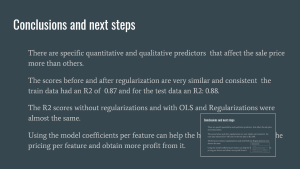 Conclusions and next steps
There are specific quantitative and qualitative predictors that affect the sale price
more than others.
The scores before and after regularization are very similar and consistent the
train data had an R2 of 0.87 and for the test data an R2: 0.88.
The R2 scores without regularizations and with OLS and Regularizations were
almost the same.
Using the model coefficients per feature can help the h the
pricing per feature and obtain more profit from it.
Conclusions and next steps